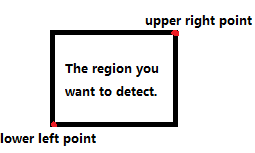 upper right point
The region you
want to detect.
lower left point